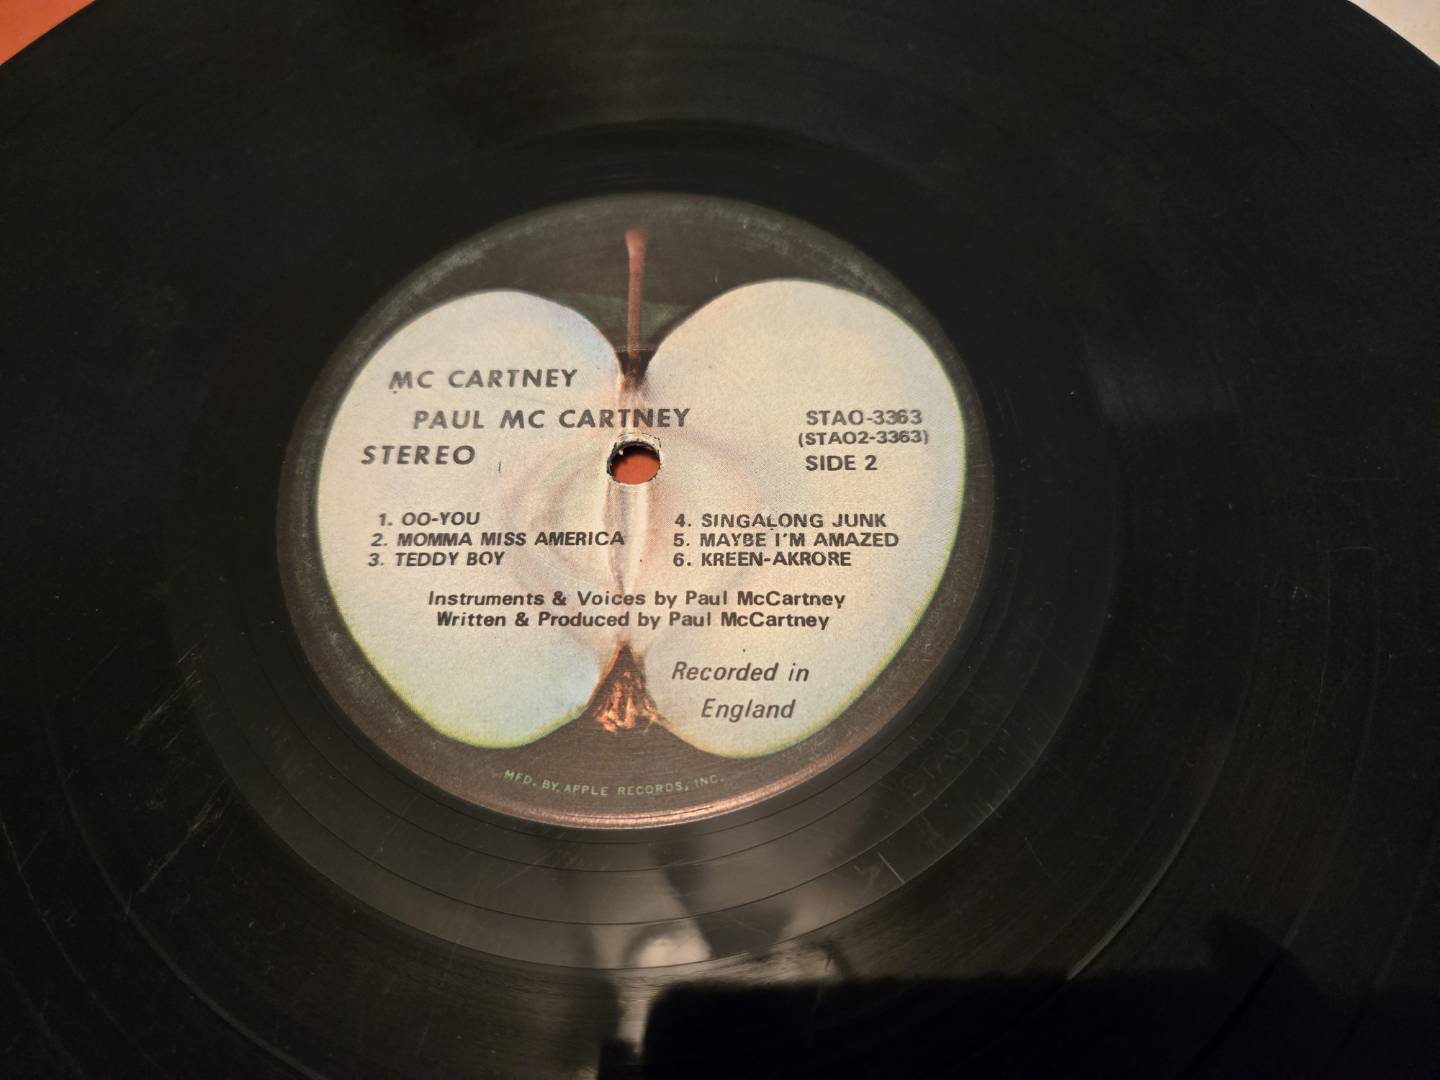 MC CARTNEY
PAUL MC CARTNEY
STEREO
STAO-3363
(STAO2-3363)
SIDE 2
1. OO-YOU
2. MOMMA MISS AMERICA
3. TEDDY BOY
4. SINGALONG JUNK
5. MAYBE I'M AMAZED
6. KREEN-AKRORE
Instruments & Voices by Paul McCartney
Written & Produced by Paul McCartney
Recorded in
England
MFD. BY APPLE RECORDS, INC.